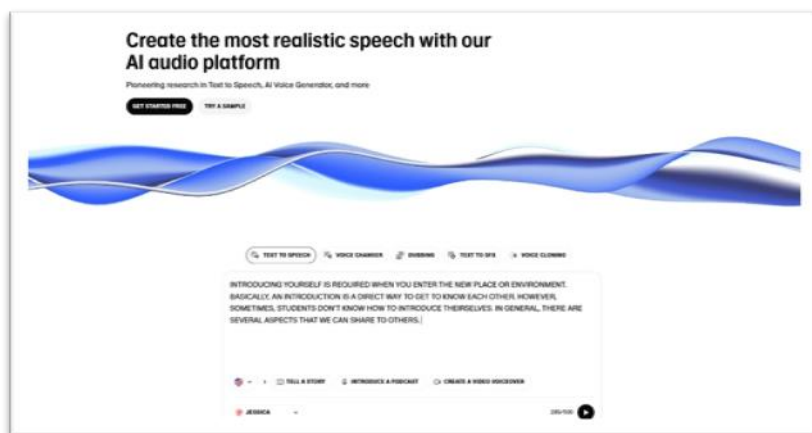 Create the most realistic speech with our
AI audio platform
Pioneering research in Text to Speech, AI Voice Generator, and more
GET STARTED FREE TRY A SAMPLE
TEXT TO SPEECH VOICE CHANGER DUBBING TEXT TO SFX VOICE CLONING
INTRODUCING YOURSELF IS REQUIRED WHEN YOU ENTER THE NEW PLACE OR ENVIRONMENT.
BASICALLY, AN INTRODUCTION IS A DIRECT WAY TO GET TO KNOW EACH OTHER. HOWEVER,
SOMETIMES, STUDENTS DON'T KNOW HOW TO INTRODUCE THEIRSELVES. IN GENERAL, THERE ARE
SEVERAL ASPECTS THAT WE CAN SHARE TO OTHERS.
TELL A STORY INTRODUCE A PODCAST CREATE A VIDEO VOICEOVER
JESSICA